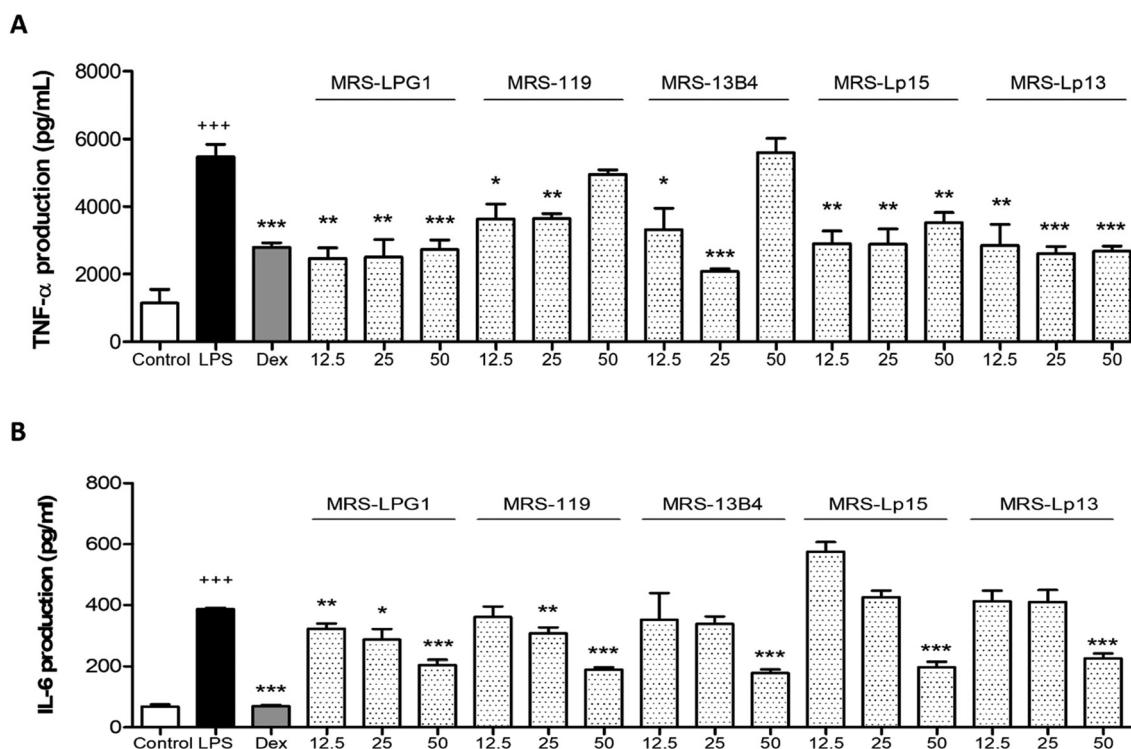 A
TNF-α production (pg/mL)
8000
6000
4000
2000
0
MRS-LPG1 MRS-119 MRS-13B4 MRS-Lp15 MRS-Lp13
+++ *** ** ** *** * ** * *** ** ** ** ** *** ***
Control LPS Dex 12.5 25 50 12.5 25 50 12.5 25 50 12.5 25 50 12.5 25 50
B
IL-6 production (pg/ml)
800
600
400
200
0
MRS-LPG1 MRS-119 MRS-13B4 MRS-Lp15 MRS-Lp13
+++ *** ** * *** ** *** *** *** ***
Control LPS Dex 12.5 25 50 12.5 25 50 12.5 25 50 12.5 25 50 12.5 25 50